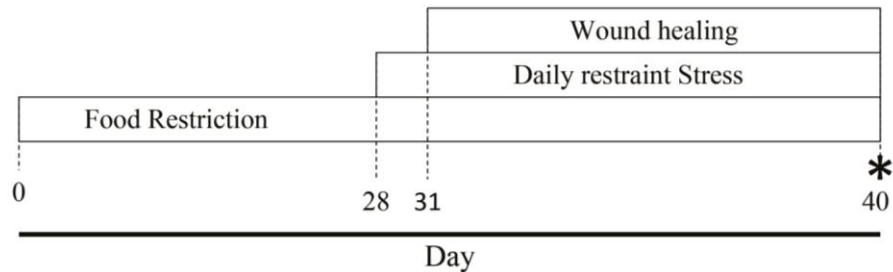 Wound healing
Daily restraint Stress
Food Restriction
*
0 28 31 40
Day